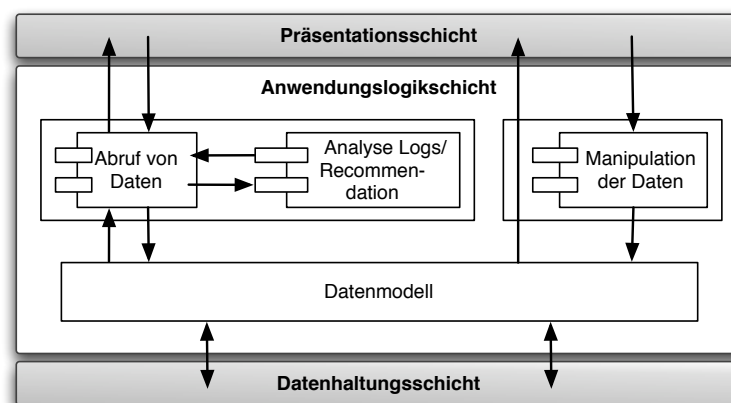 Präsentationsschicht
Anwendungslogikschicht
Abruf von
Daten
Analyse Logs/
Recommen-
dation
Manipulation
der Daten
Datenmodell
Datenhaltungsschicht